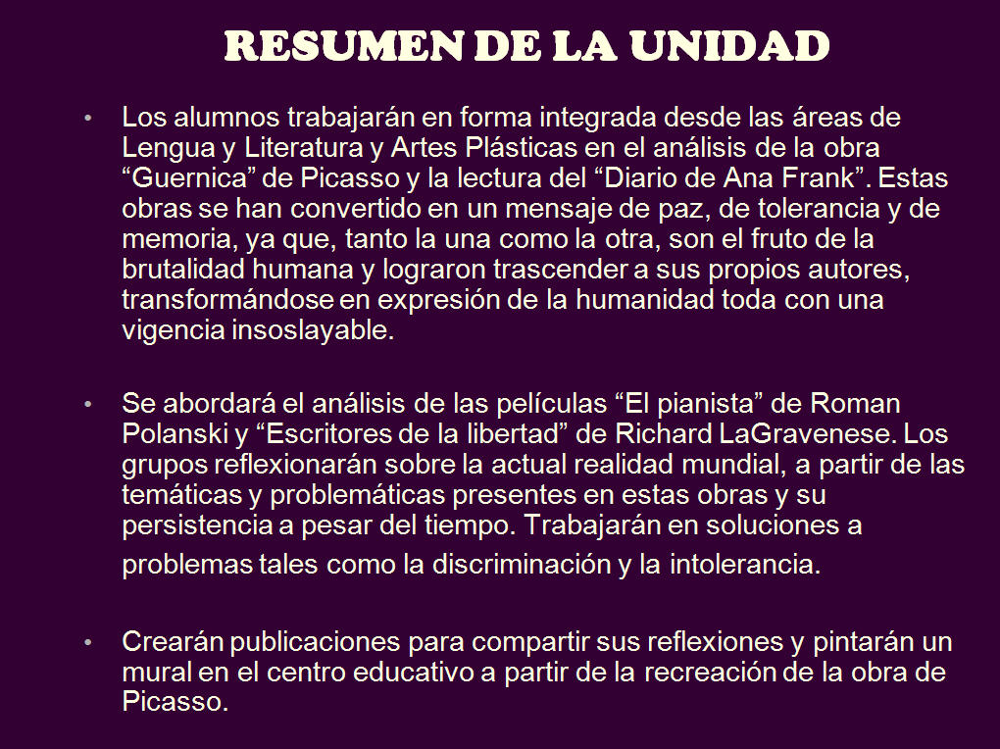 RESUMEN DE LA UNIDAD
• Los alumnos trabajarán en forma integrada desde las áreas de
Lengua y Literatura y Artes Plásticas en el análisis de la obra
“Guernica” de Picasso y la lectura del “Diario de Ana Frank”. Estas
obras se han convertido en un mensaje de paz, de tolerancia y de
memoria, ya que, tanto la una como la otra, son el fruto de la
brutalidad humana y lograron trascender a sus propios autores,
transformándose en expresión de la humanidad toda con una
vigencia insoslayable.
• Se abordará el análisis de las películas “El pianista” de Roman
Polanski y “Escritores de la libertad” de Richard LaGravenese. Los
grupos reflexionarán sobre la actual realidad mundial, a partir de las
temáticas y problemáticas presentes en estas obras y su
persistencia a pesar del tiempo. Trabajarán en soluciones a
problemas tales como la discriminación y la intolerancia.
• Crearán publicaciones para compartir sus reflexiones y pintarán un
mural en el centro educativo a partir de la recreación de la obra de
Picasso.